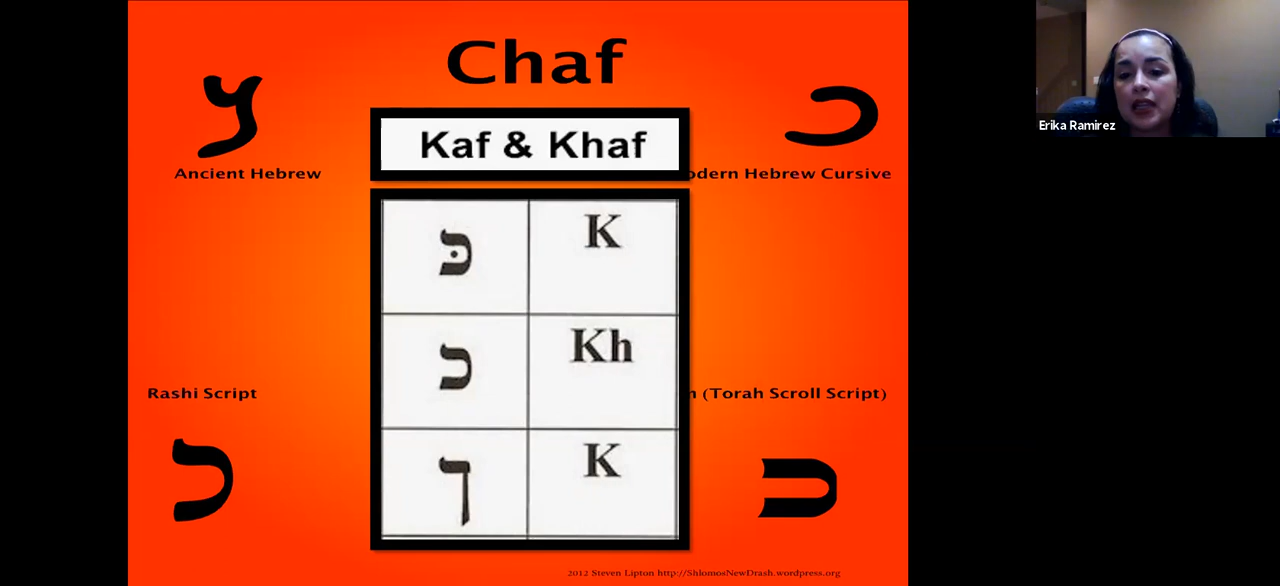 Chaf
Kaf & Khaf
Erika Ramirez
Ancient Hebrew
odern Hebrew Cursive
כּ K
כ Kh
ך K
Rashi Script
(Torah Scroll Script)
כ
כ
2012 Steven Lipton http://ShlomosNewDrash.wordpress.org